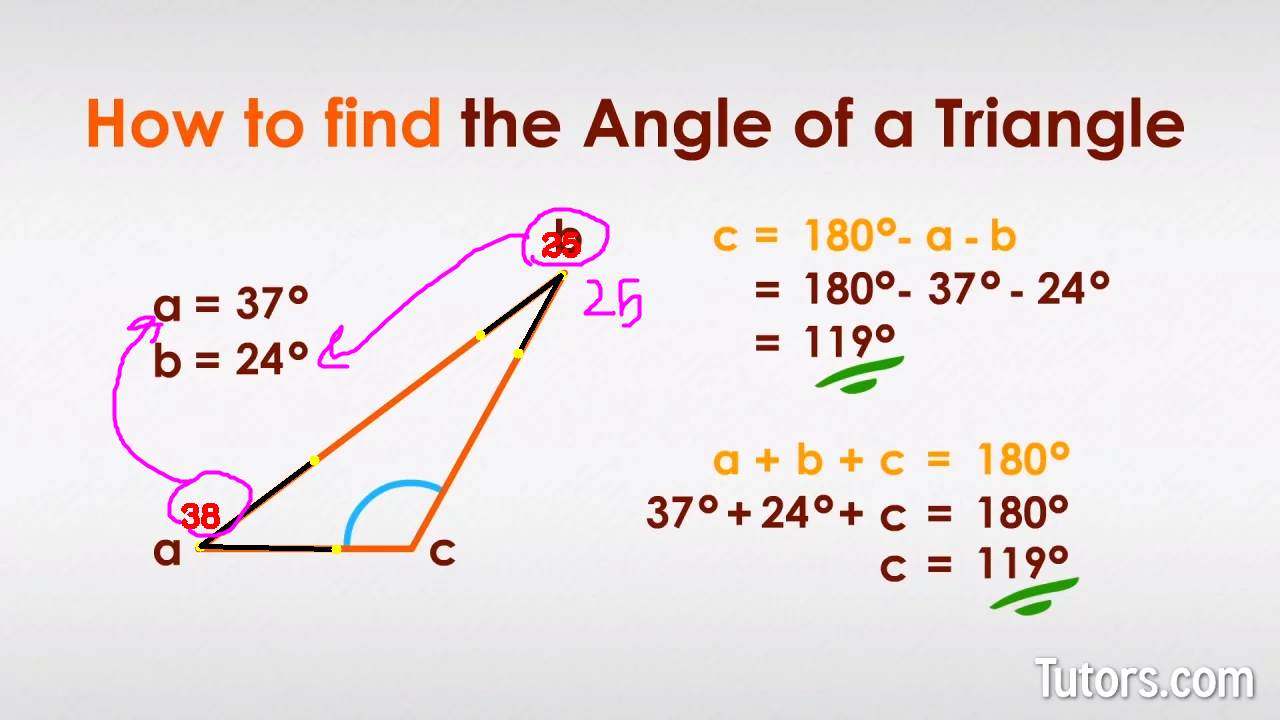 How to find the Angle of a Triangle
a = 37°
b = 24°
b
25
38
a
c
c = 180° - a - b
= 180° - 37° - 24°
= 119°
a + b + c = 180°
37° + 24° + c = 180°
c = 119°
Tutors.com